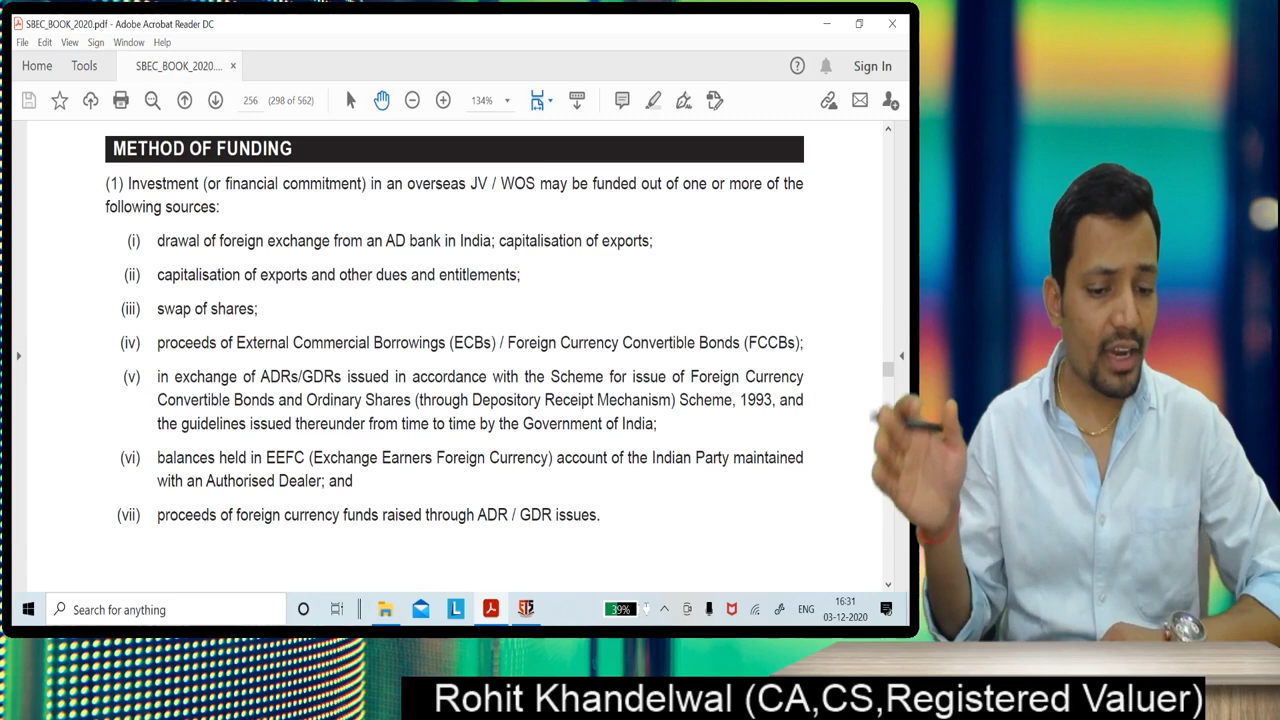 SBEC_BOOK_2020.pdf - Adobe Acrobat Reader DC
File Edit View Sign Window Help
Home Tools SBEC_BOOK_2020.... × Sign In
256 (298 of 562) 134%
METHOD OF FUNDING
(1) Investment (or financial commitment) in an overseas JV / WOS may be funded out of one or more of the
following sources:
(i) drawal of foreign exchange from an AD bank in India; capitalisation of exports;
(ii) capitalisation of exports and other dues and entitlements;
(iii) swap of shares;
(iv) proceeds of External Commercial Borrowings (ECBs) / Foreign Currency Convertible Bonds (FCCBs);
(v) in exchange of ADRs/GDRs issued in accordance with the Scheme for issue of Foreign Currency
Convertible Bonds and Ordinary Shares (through Depository Receipt Mechanism) Scheme, 1993, and
the guidelines issued thereunder from time to time by the Government of India;
(vi) balances held in EEFC (Exchange Earners Foreign Currency) account of the Indian Party maintained
with an Authorised Dealer; and
(vii) proceeds of foreign currency funds raised through ADR / GDR issues.
Search for anything L 39% ENG 16:31
03-12-2020
Rohit Khandelwal (CA,CS,Registered Valuer)